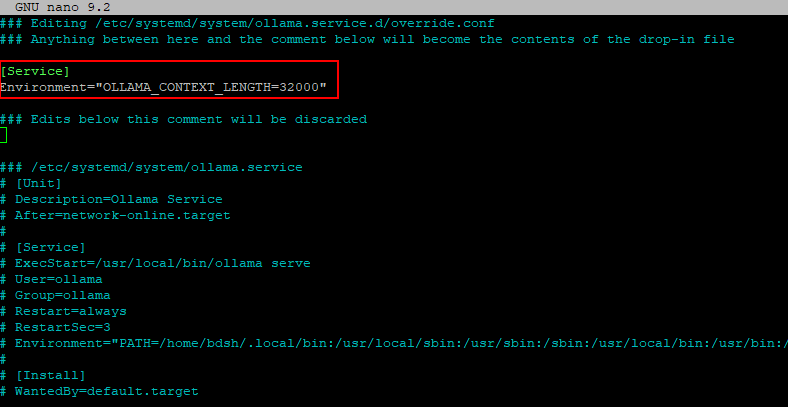 GNU nano 9.2
### Editing /etc/systemd/system/ollama.service.d/override.conf
### Anything between here and the comment below will become the contents of the drop-in file
[Service]
Environment="OLLAMA_CONTEXT_LENGTH=32000"
### Edits below this comment will be discarded
### /etc/systemd/system/ollama.service
# [Unit]
# Description=Ollama Service
# After=network-online.target
#
# [Service]
# ExecStart=/usr/local/bin/ollama serve
# User=ollama
# Group=ollama
# Restart=always
# RestartSec=3
# Environment="PATH=/home/bdsh/.local/bin:/usr/local/sbin:/usr/sbin:/sbin:/usr/local/bin:/usr/bin:/
#
# [Install]
# WantedBy=default.target